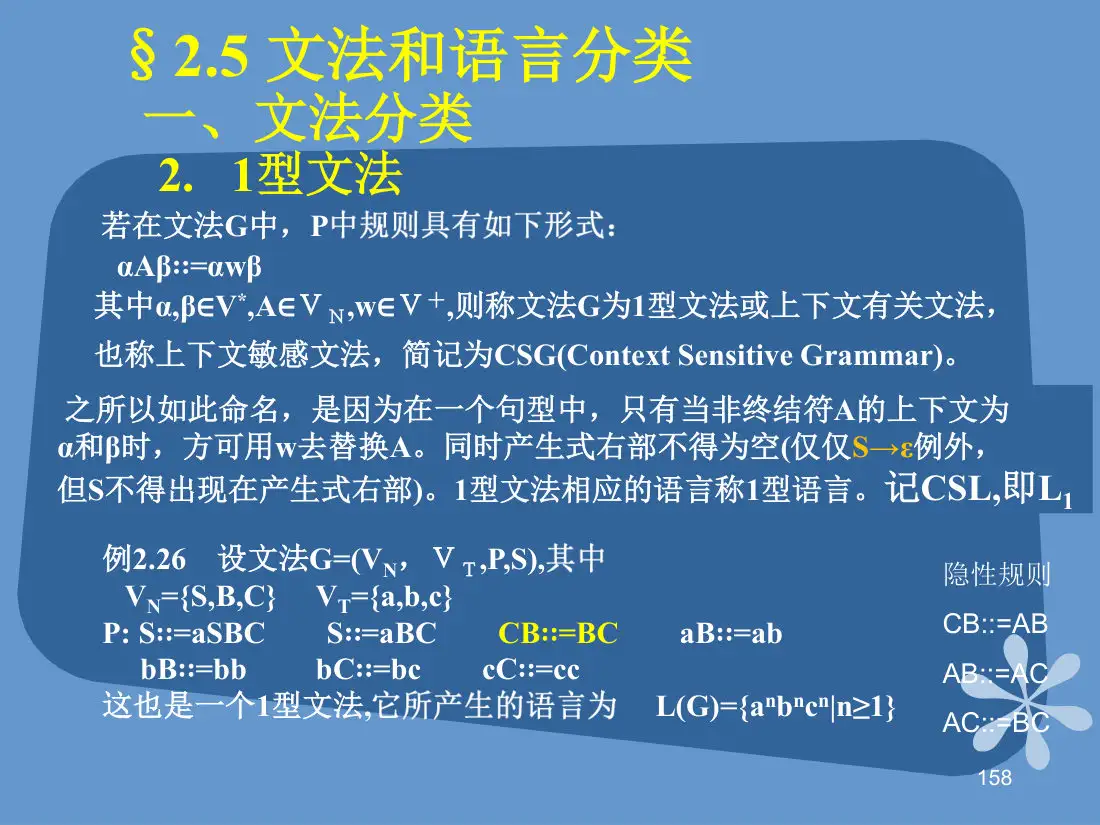 §2.5 文法和语言分类
一、文法分类
2. 1型文法
若在文法G中，P中规则具有如下形式：
αAβ∷=αwβ
其中α,β∈V*,A∈ＶN,w∈Ｖ＋,则称文法G为1型文法或上下文有关文法，
也称上下文敏感文法，简记为CSG(Context Sensitive Grammar)。
之所以如此命名，是因为在一个句型中，只有当非终结符A的上下文为
α和β时，方可用w去替换A。同时产生式右部不得为空(仅仅S→ε例外，
但S不得出现在产生式右部)。1型文法相应的语言称1型语言。记CSL,即L1
例2.26 设文法G=(VN，ＶT,P,S),其中
VN={S,B,C} VT={a,b,c}
P: S∷=aSBC S∷=aBC CB∷=BC aB∷=ab
bB∷=bb bC∷=bc cC∷=cc
这也是一个1型文法,它所产生的语言为 L(G)={aⁿbⁿcⁿ|n≥1}
隐性规则
CB::=AB
AB::=AC
AC::=BC
158